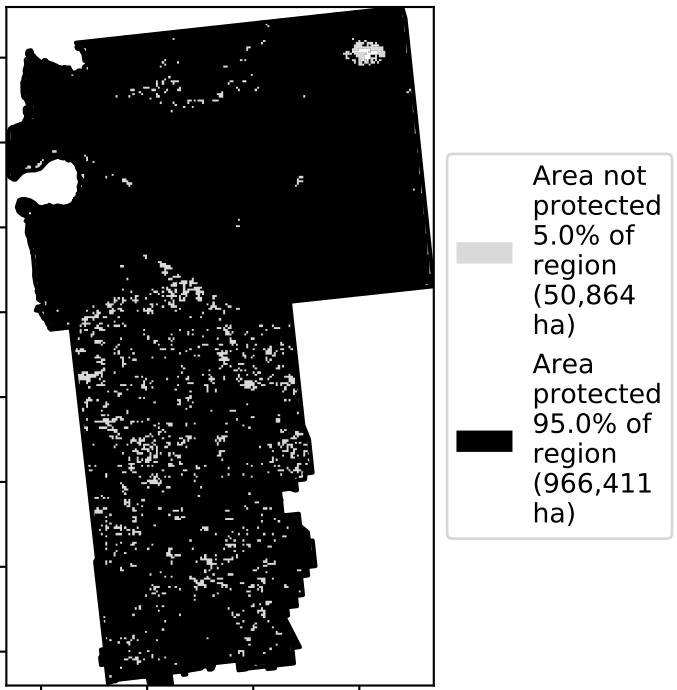 Area not
protected
5.0% of
region
(50,864
ha)
Area
protected
95.0% of
region
(966,411
ha)